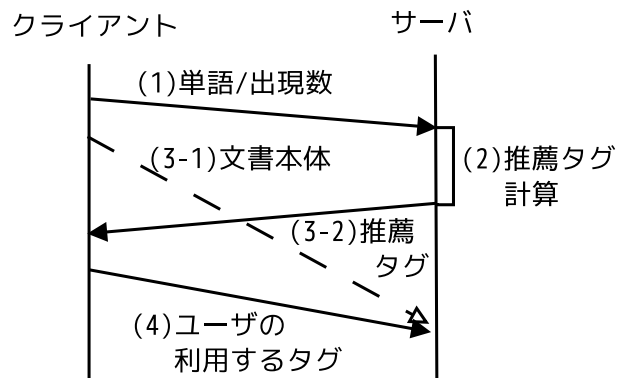 クライアント
サーバ
(1)単語/出現数
(3-1)文書本体
(2)推薦タグ
計算
(3-2)推薦
タグ
(4)ユーザの
利用するタグ